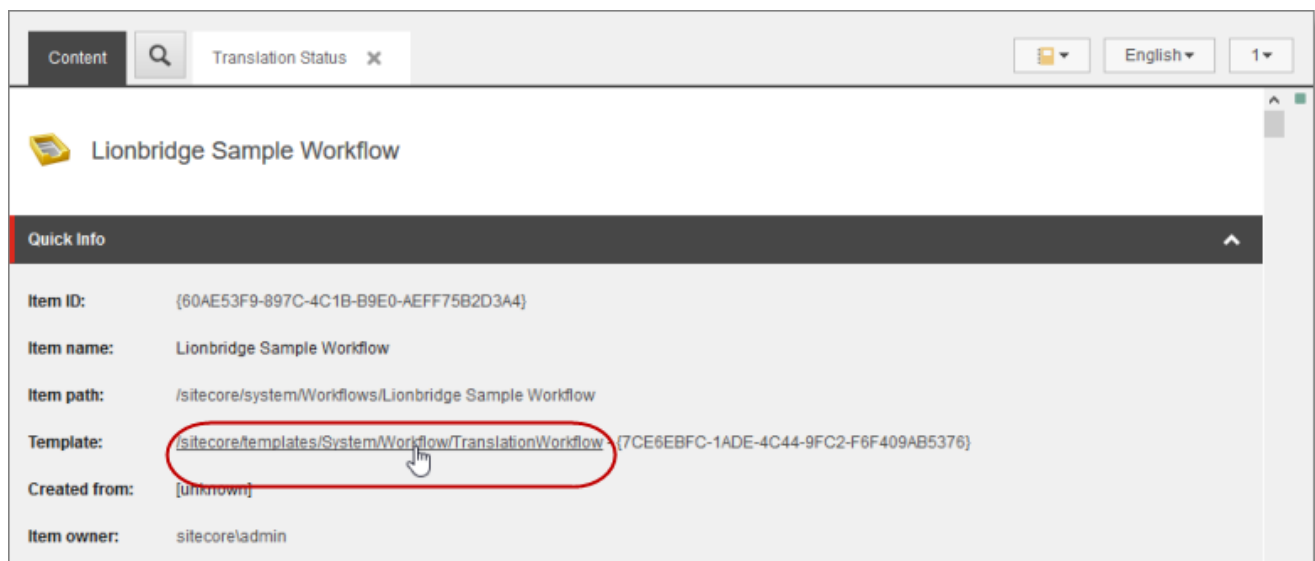 Content Translation Status English 1
Lionbridge Sample Workflow
Quick Info
Item ID: {60AE53F9-897C-4C1B-B9E0-AEFF75B2D3A4}
Item name: Lionbridge Sample Workflow
Item path: /sitecore/system/Workflows/Lionbridge Sample Workflow
Template: /sitecore/templates/System/Workflow/TranslationWorkflow - {7CE6EBFC-1ADE-4C44-9FC2-F6F409AB5376}
Created from: [unknown]
Item owner: sitecore\admin